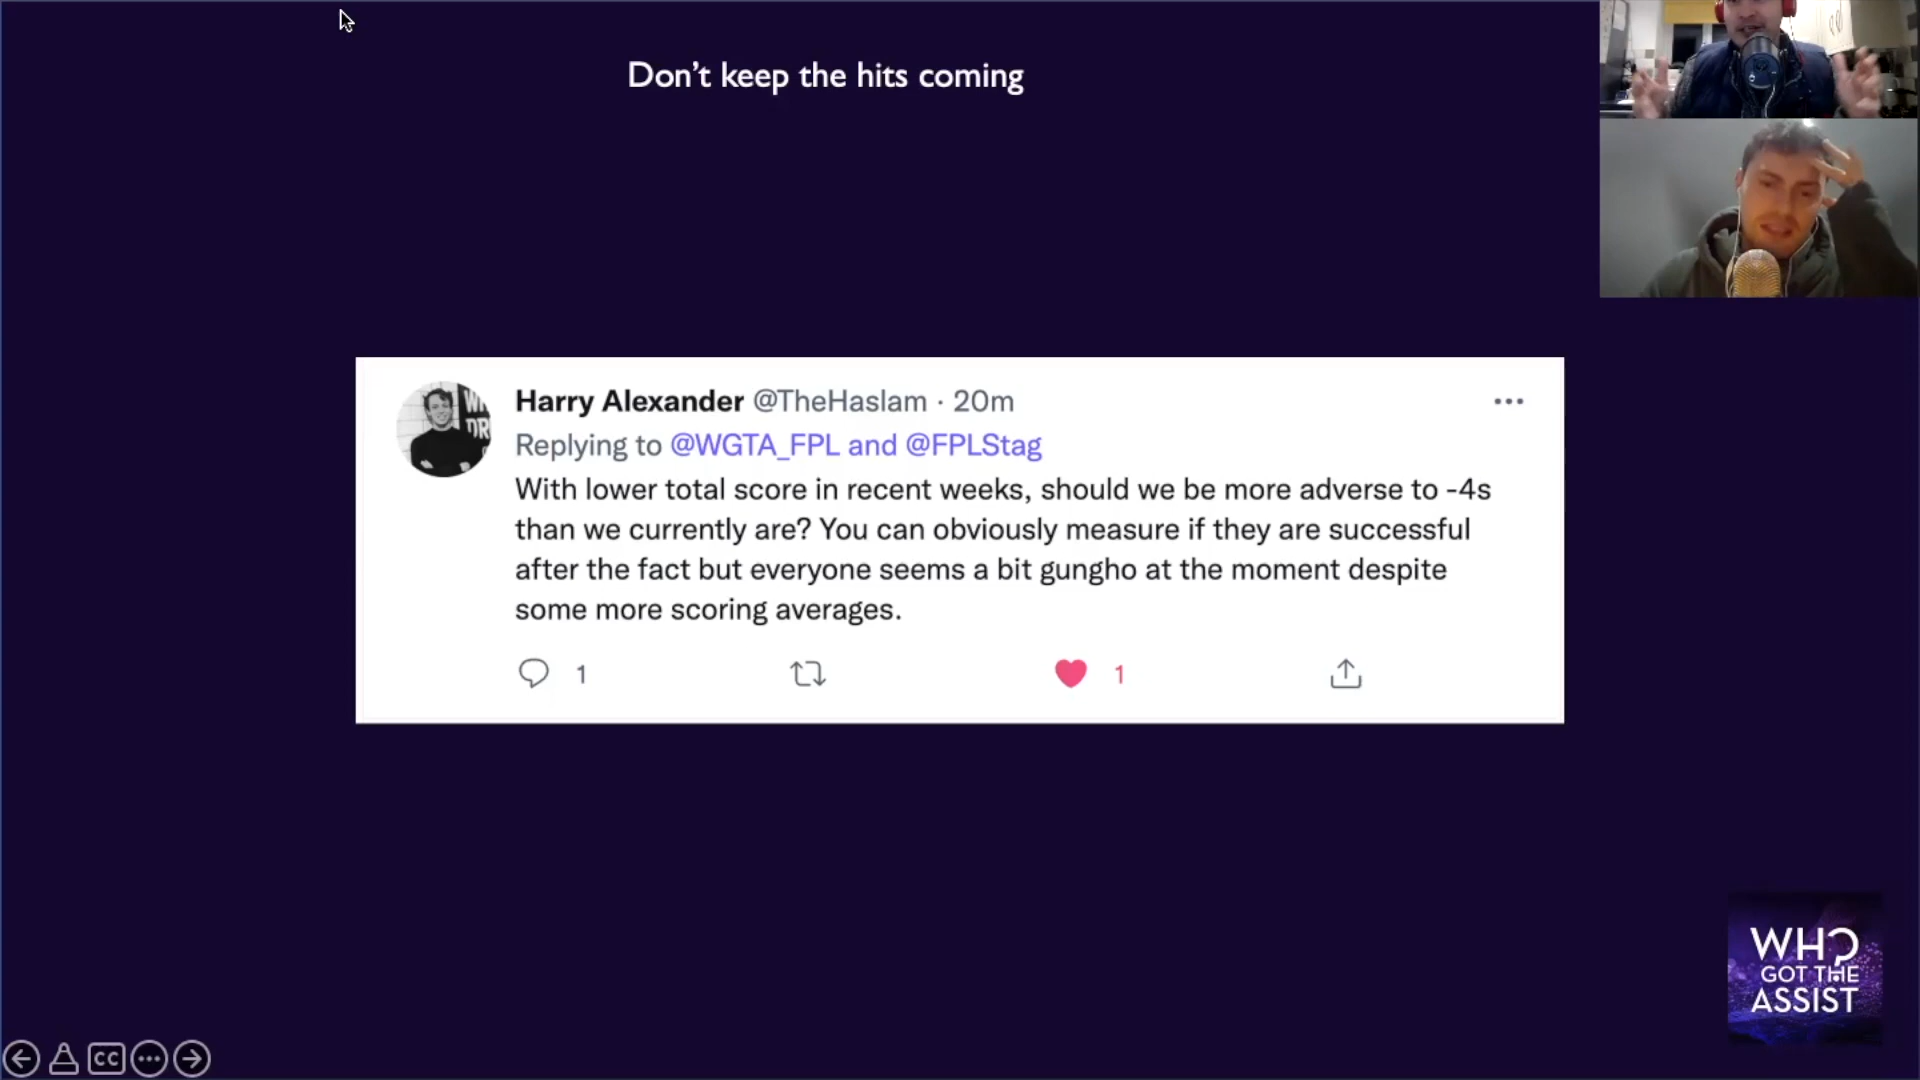 Don't keep the hits coming
Harry Alexander @TheHaslam · 20m
Replying to @WGTA_FPL and @FPLStag
With lower total score in recent weeks, should we be more adverse to -4s
than we currently are? You can obviously measure if they are successful
after the fact but everyone seems a bit gungho at the moment despite
some more scoring averages.
1
1
WHO
GOT THE
ASSIST
CC